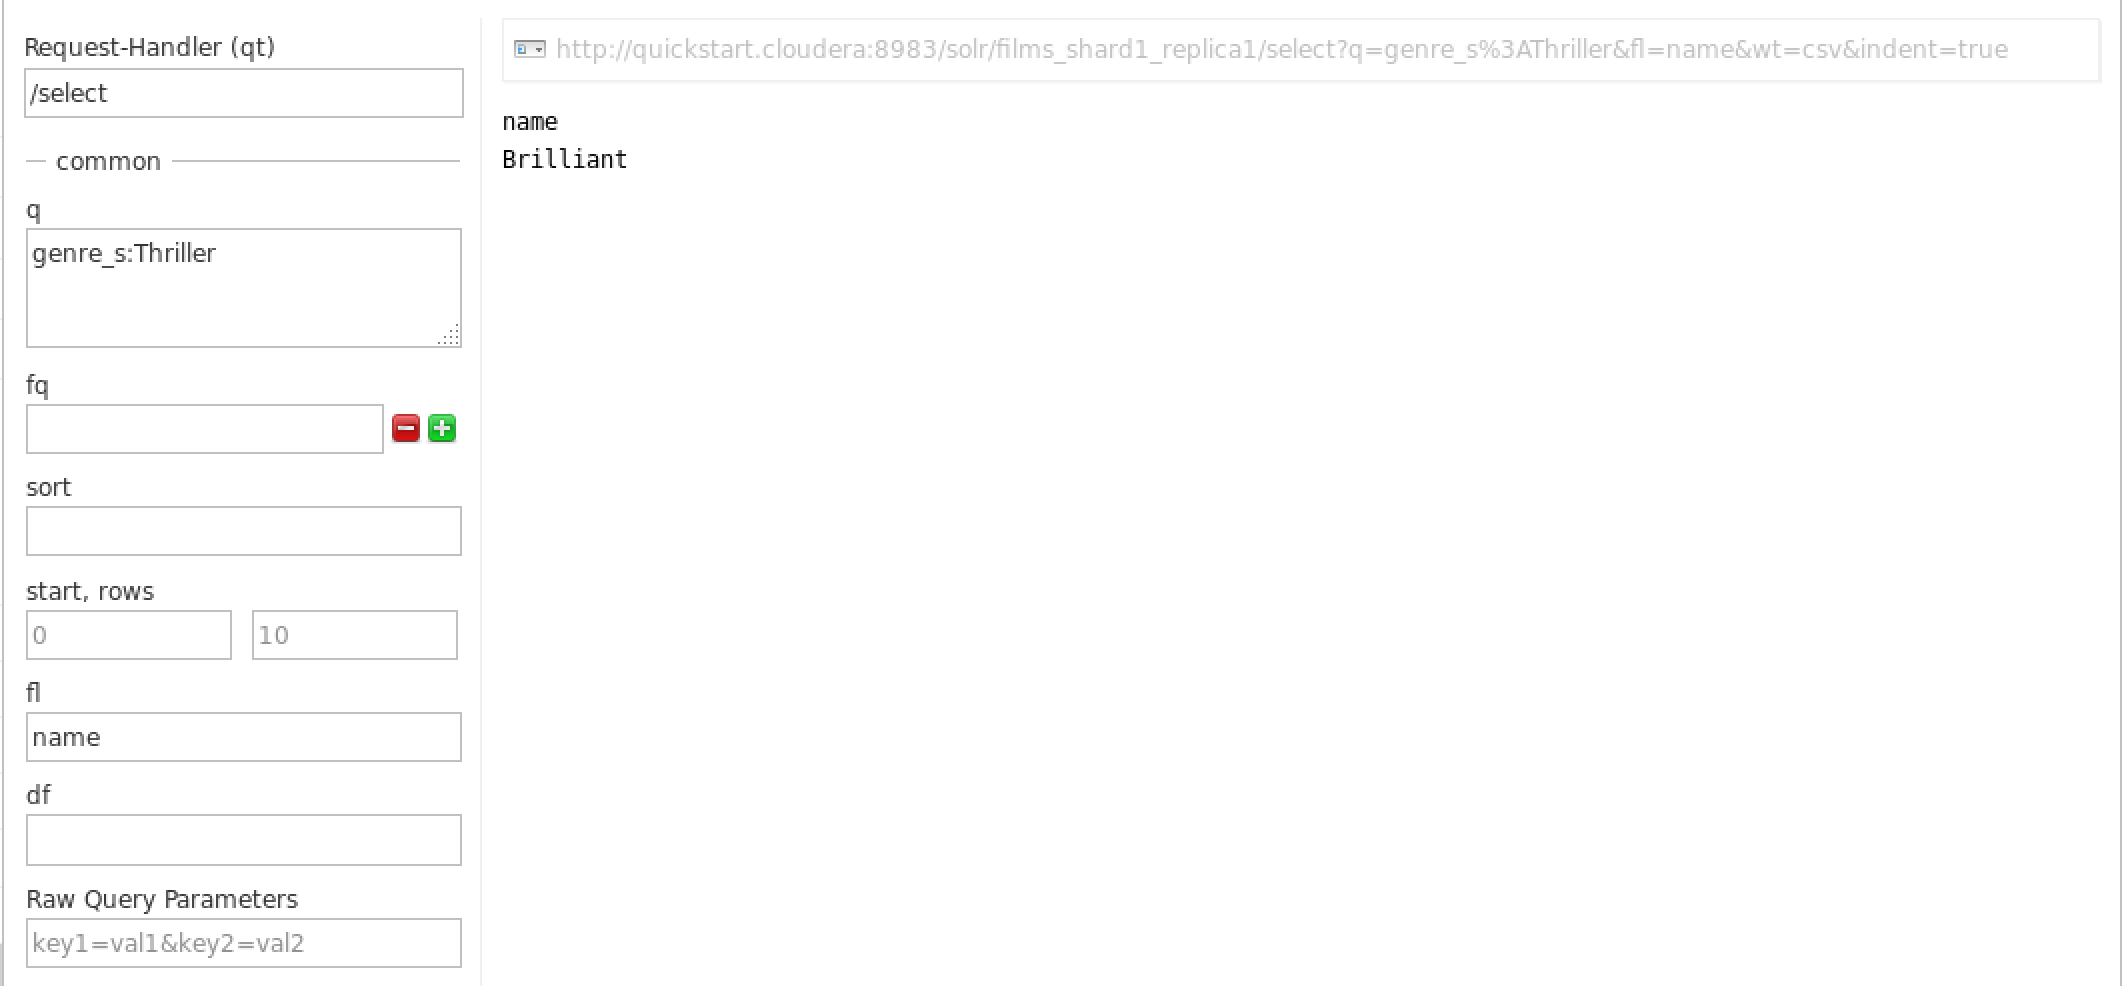 Request-Handler (qt)
/select
common
q
genre_s:Thriller
fq
sort
start, rows
0 10
fl
name
df
Raw Query Parameters
key1=val1&key2=val2
http://quickstart.cloudera:8983/solr/films_shard1_replica1/select?q=genre_s%3AThriller&fl=name&wt=csv&indent=true
name
Brilliant